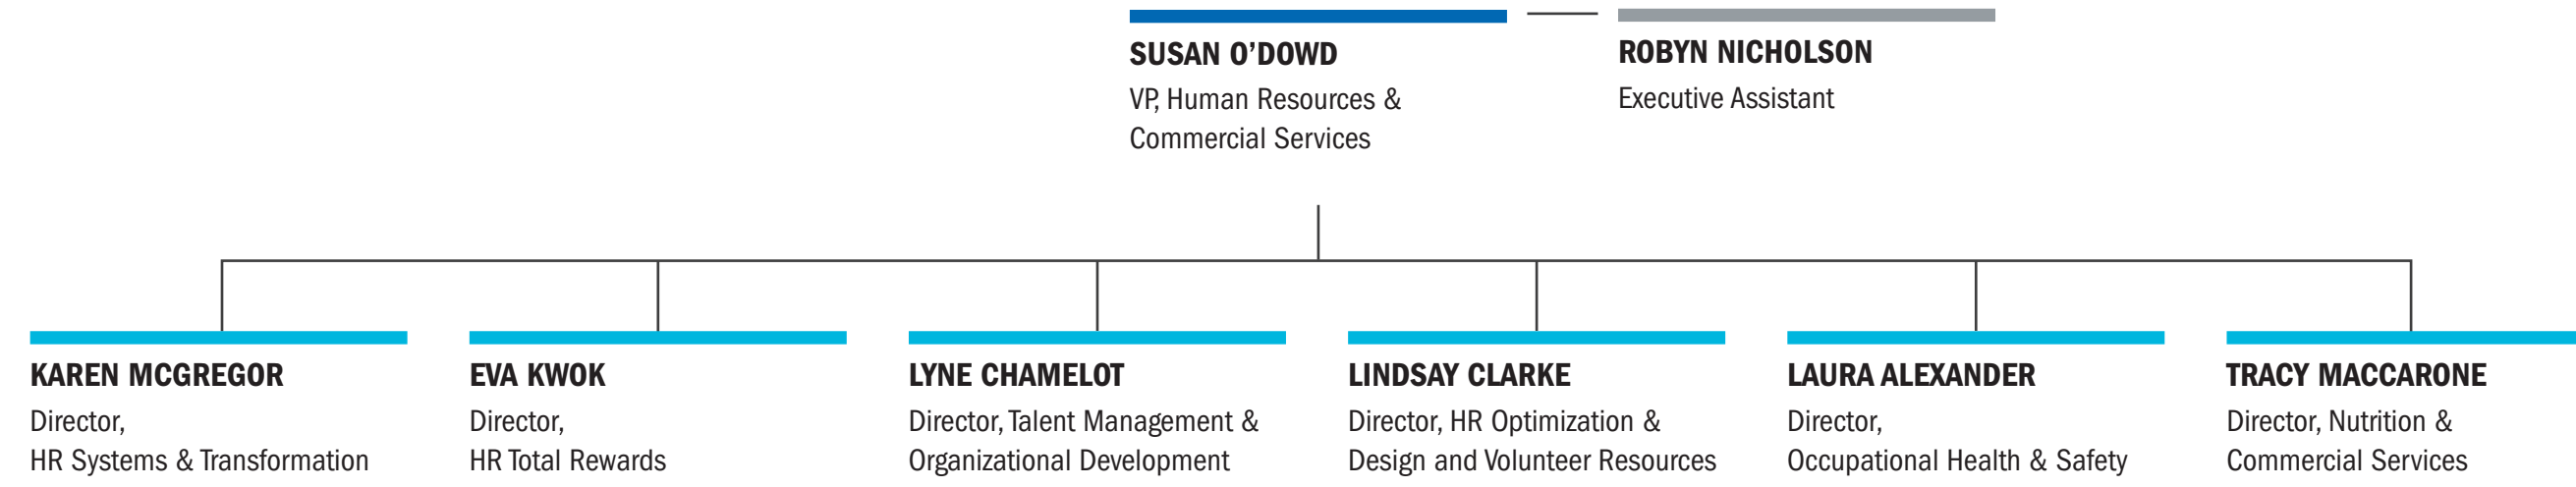 SUSAN O’DOWD
VP, Human Resources &
Commercial Services
ROBYN NICHOLSON
Executive Assistant
KAREN MCGREGOR
Director,
HR Systems & Transformation
EVA KWOK
Director,
HR Total Rewards
LYNE CHAMELOT
Director, Talent Management &
Organizational Development
LINDSAY CLARKE
Director, HR Optimization &
Design and Volunteer Resources
LAURA ALEXANDER
Director,
Occupational Health & Safety
TRACY MACCARONE
Director, Nutrition &
Commercial Services